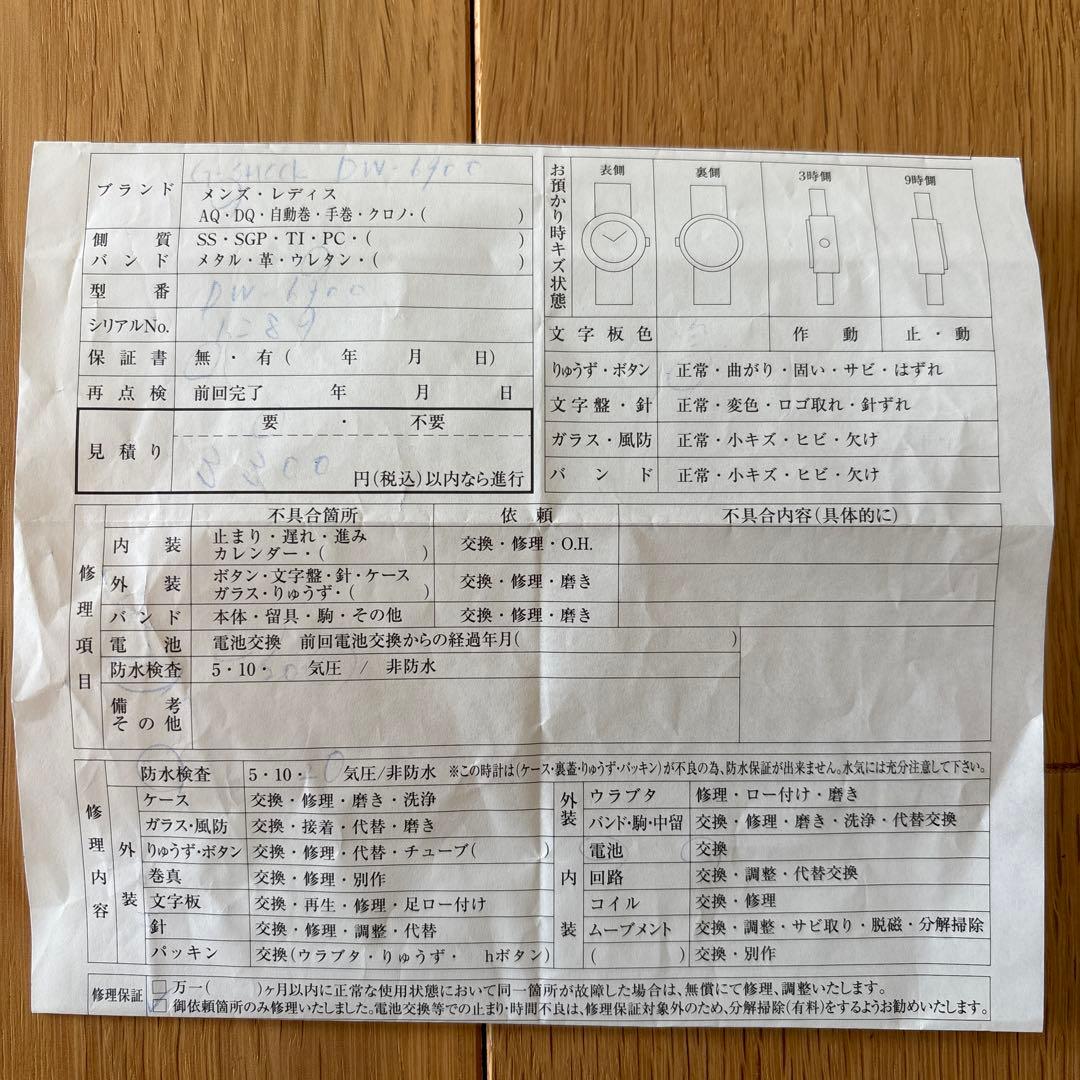 ブランド G-SHOCK DW-6900
メンズ・レディス
AQ・DQ・自動巻・手巻・クロノ・( )
側質 SS・SGP・TI・PC・( )
バンド メタル・革・ウレタン・( )
型番 DW-6900
シリアルNo. 1289
保証書 無・有( 年 月 日)
再点検 前回完了 年 月 日
見積り 要・不要
3300 円(税込)以内なら進行
お預かり時キズ状態 表側 裏側 3時側 9時側
文字板色 作動 止・動
りゅうず・ボタン 正常・曲がり・固い・サビ・はずれ
文字盤・針 正常・変色・ロゴ取れ・針ずれ
ガラス・風防 正常・小キズ・ヒビ・欠け
バンド 正常・小キズ・ヒビ・欠け
修理項目 不具合箇所 依頼 不具合内容(具体的に)
内装 止まり・遅れ・進み 交換・修理・O.H.
カレンダー・( )
外装 ボタン・文字盤・針・ケース 交換・修理・磨き
ガラス・りゅうず・( )
バンド 本体・留具・駒・その他 交換・修理・磨き
電池 電池交換 前回電池交換からの経過年月( )
防水検査 5・10・20 気圧 / 非防水
備考
その他
修理内容 防水検査 5・10・20 気圧/非防水 ※この時計は(ケース・裏蓋・りゅうず・パッキン)が不良の為、防水保証が出来ません。水気には充分注意して下さい。
外装 ケース 交換・修理・磨き・洗浄
ガラス・風防 交換・接着・代替・磨き
りゅうず・ボタン 交換・修理・代替・チューブ( )
巻真 交換・修理・別作
文字板 交換・再生・修理・足ロー付け
針 交換・修理・調整・代替
パッキン 交換(ウラブタ・りゅうず・ hボタン)
外装 ウラブタ 修理・ロー付け・磨き
バンド・駒・中留 交換・修理・磨き・洗浄・代替交換
内装 電池 交換
回路 交換・調整・代替交換
コイル 交換・修理
ムーブメント 交換・調整・サビ取り・脱磁・分解掃除
( ) 交換・別作
修理保証 □万一( )ヶ月以内に正常な使用状態において同一箇所が故障した場合は、無償にて修理、調整いたします。
□御依頼箇所のみ修理いたしました。電池交換等での止まり・時間不良は、修理保証対象外のため、分解掃除(有料)をするようお勧めいたします。